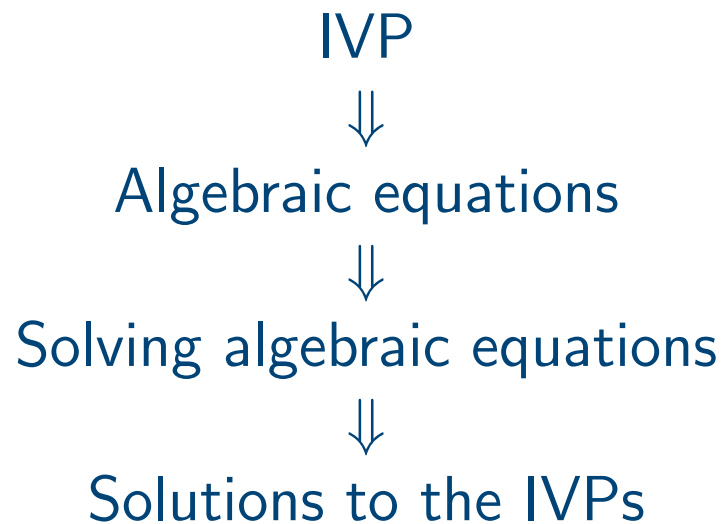 IVP
⇓
Algebraic equations
⇓
Solving algebraic equations
⇓
Solutions to the IVPs